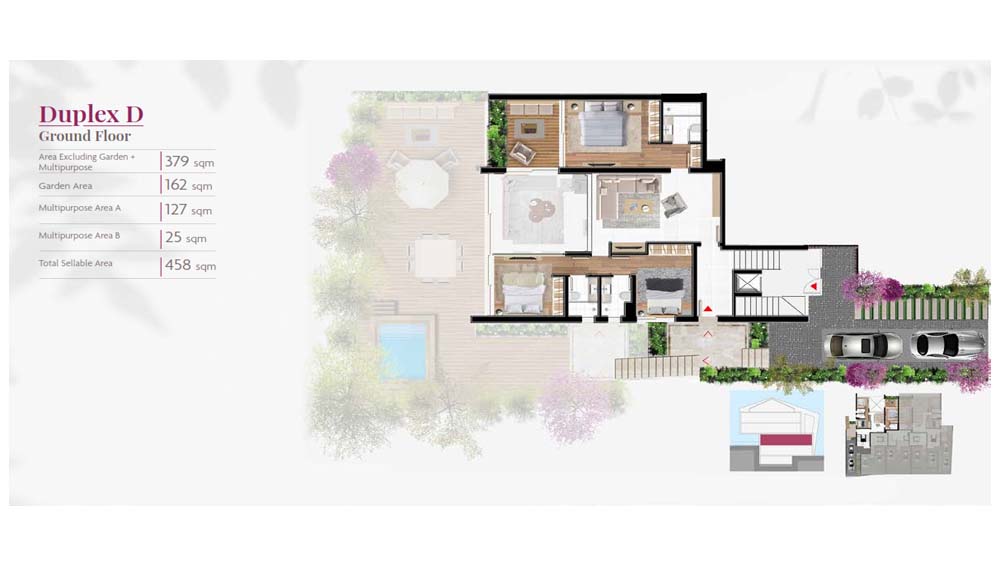 Duplex D
Ground Floor
Area Excluding Garden +
Multipurpose
379 sqm
Garden Area
162 sqm
Multipurpose Area A
127 sqm
Multipurpose Area B
25 sqm
Total Sellable Area
458 sqm